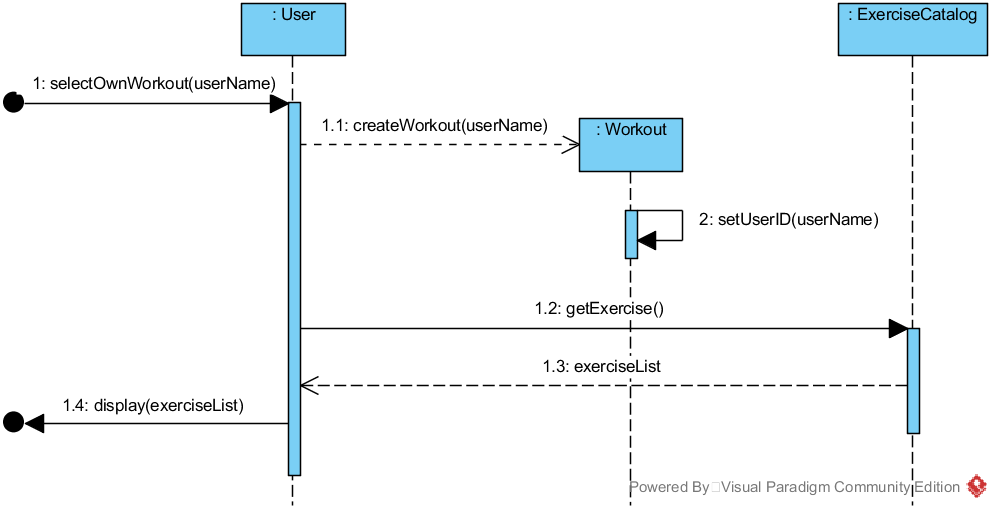 : User
: ExerciseCatalog
1: selectOwnWorkout(userName)
1.1: createWorkout(userName)
: Workout
2: setUserID(userName)
1.2: getExercise()
1.3: exerciseList
1.4: display(exerciseList)
Powered By Visual Paradigm Community Edition